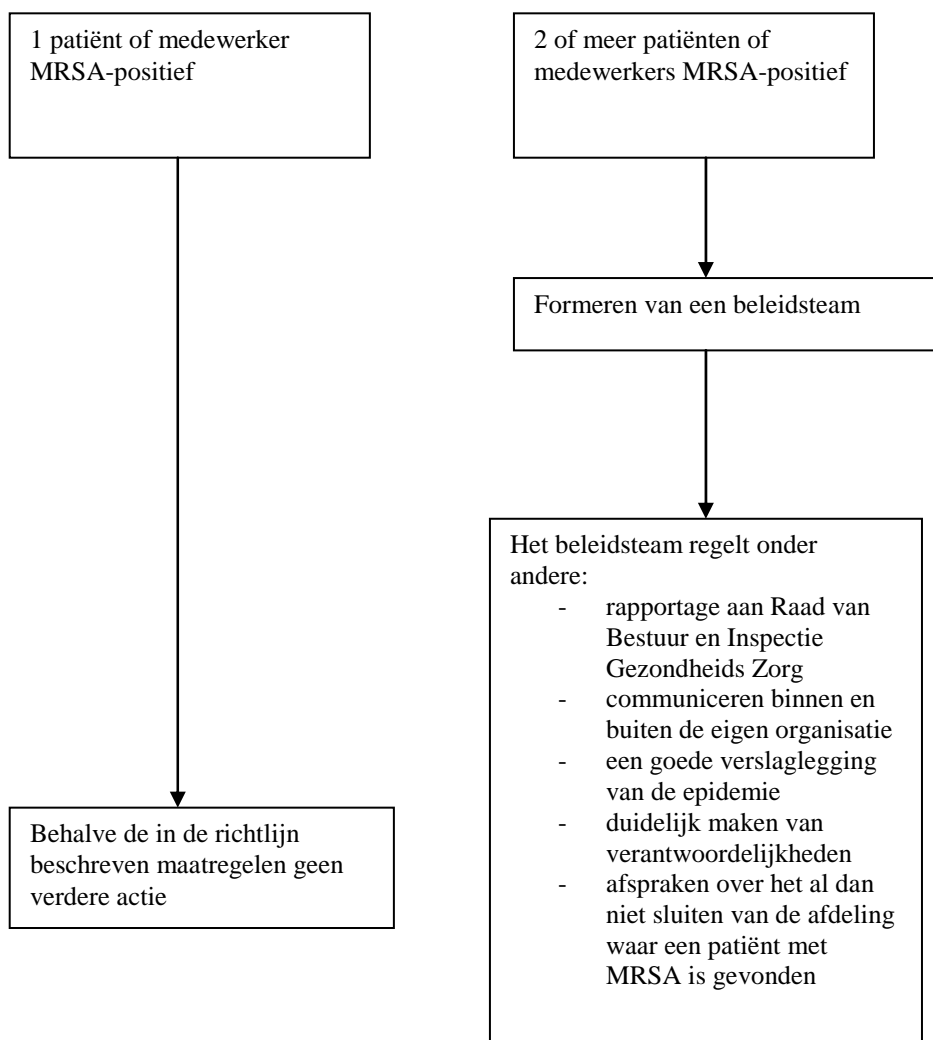 1 patiënt of medewerker
MRSA-positief
2 of meer patiënten of
medewerkers MRSA-positief
Formeren van een beleidsteam
Het beleidsteam regelt onder
andere:
- rapportage aan Raad van
Bestuur en Inspectie
Gezondheids Zorg
- communiceren binnen en
buiten de eigen organisatie
- een goede verslaglegging
van de epidemie
- duidelijk maken van
verantwoordelijkheden
- afspraken over het al dan
niet sluiten van de afdeling
waar een patiënt met
MRSA is gevonden
Behalve de in de richtlijn
beschreven maatregelen geen
verdere actie